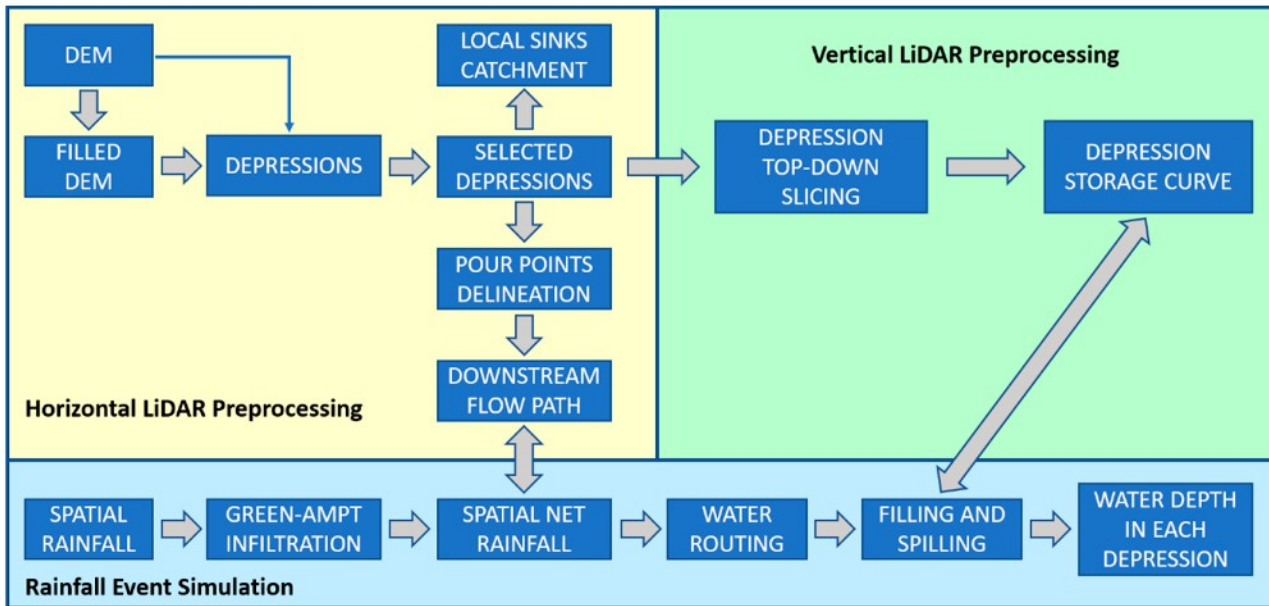 DEM
LOCAL SINKS
CATCHMENT
Vertical LiDAR Preprocessing
FILLED
DEM
DEPRESSIONS
SELECTED
DEPRESSIONS
DEPRESSION
TOP-DOWN
SLICING
DEPRESSION
STORAGE CURVE
POUR POINTS
DELINEATION
DOWNSTREAM
FLOW PATH
Horizontal LiDAR Preprocessing
SPATIAL
RAINFALL
GREEN-AMPT
INFILTRATION
SPATIAL NET
RAINFALL
WATER
ROUTING
FILLING AND
SPILLING
WATER DEPTH
IN EACH
DEPRESSION
Rainfall Event Simulation